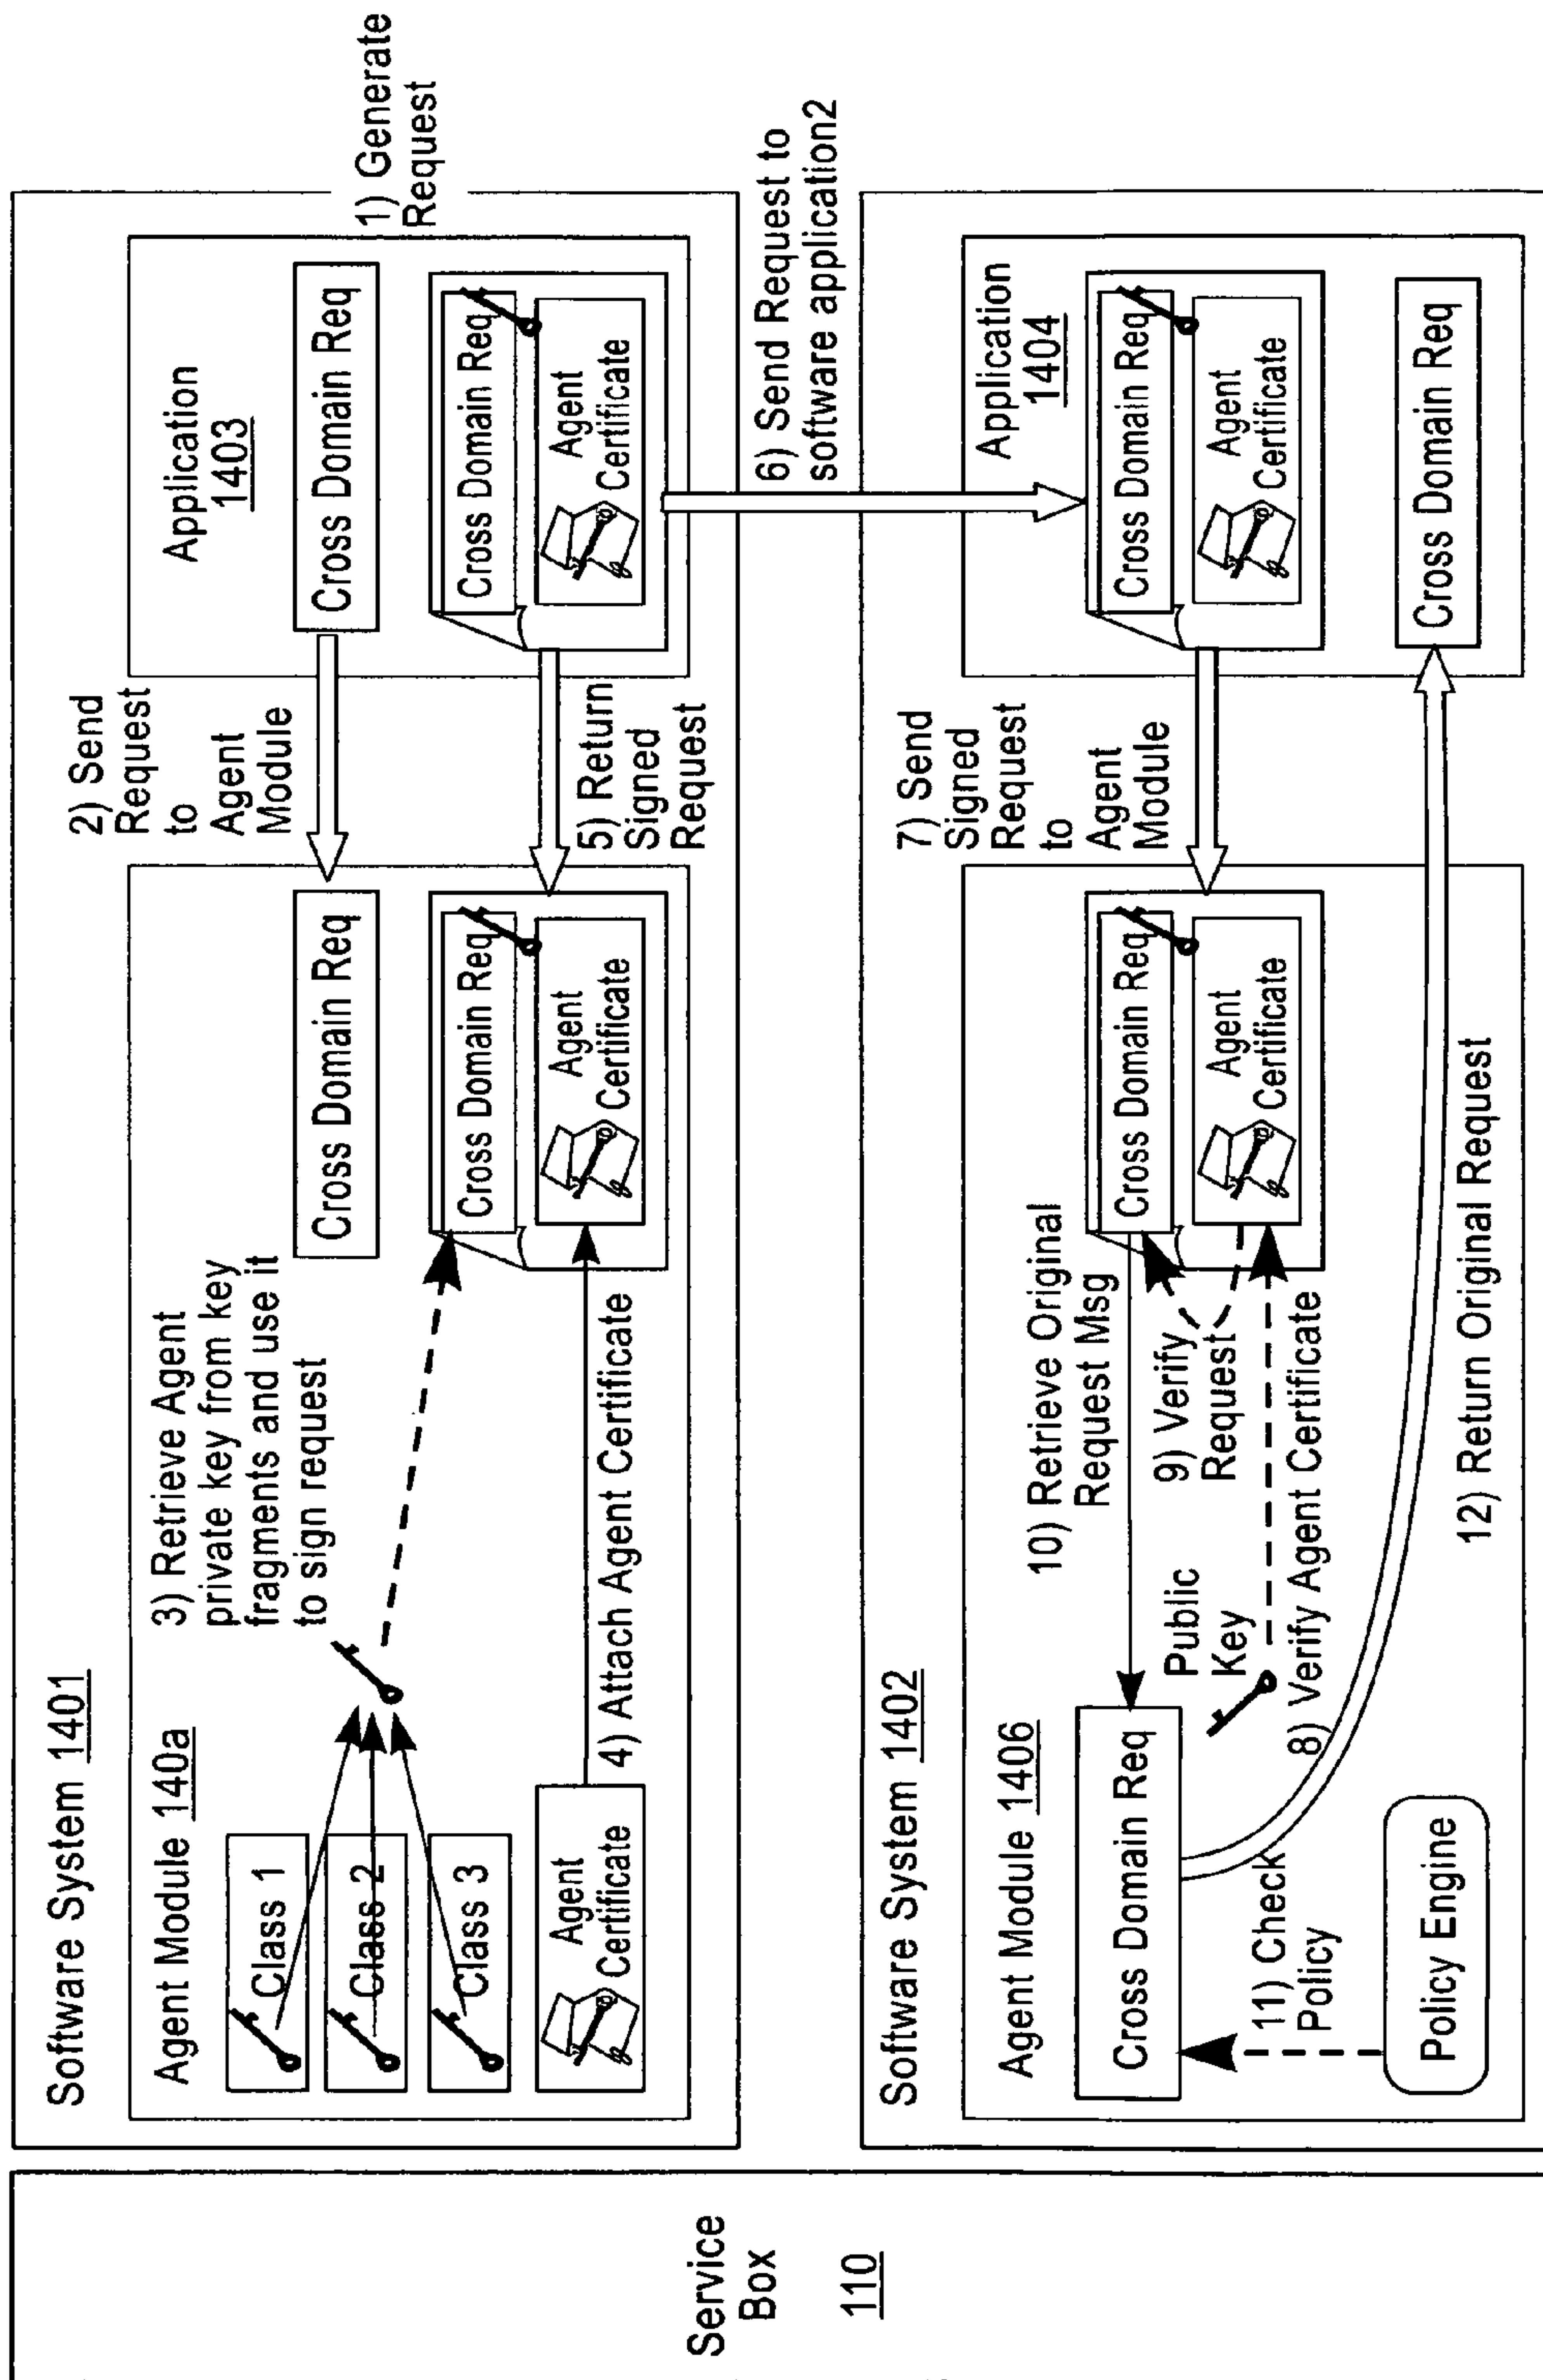 Service
Box
110
Software System 1401
Agent Module 140a
Class 1
Class 2
Class 3
Agent
Certificate
3) Retrieve Agent
private key from key
fragments and use it
to sign request
4) Attach Agent Certificate
Cross Domain Req
Cross Domain Req
Agent
Certificate
2) Send
Request
to
Agent
Module
5) Return
Signed
Request
Application
1403
Cross Domain Req
Cross Domain Req
Agent
Certificate
1) Generate
Request
6) Send Request to
software application2
Software System 1402
Agent Module 1406
Cross Domain Req
11) Check
Policy
Policy Engine
Public
Key
8) Verify Agent Certificate
10) Retrieve Original
Request Msg
9) Verify
Request
Cross Domain Req
Agent
Certificate
12) Return Original Request
7) Send
Signed
Request
to
Agent
Module
Application
1404
Cross Domain Req
Agent
Certificate
Cross Domain Req